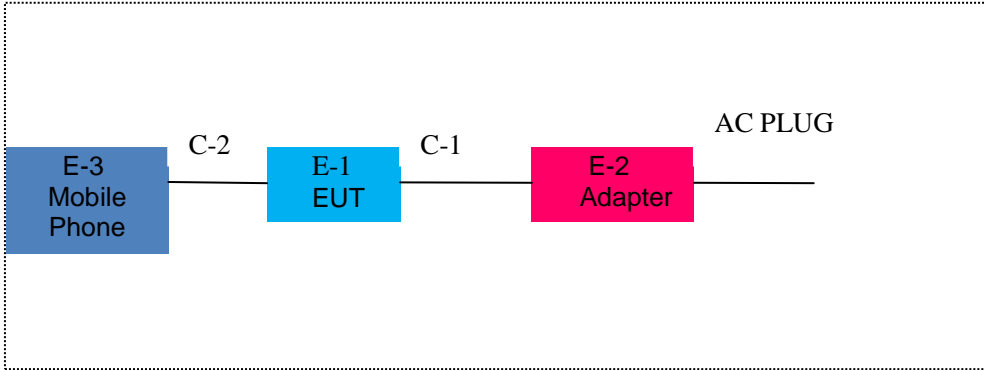 AC PLUG
C-2
C-1
E-3
Mobile
Phone
E-1
EUT
E-2
Adapter